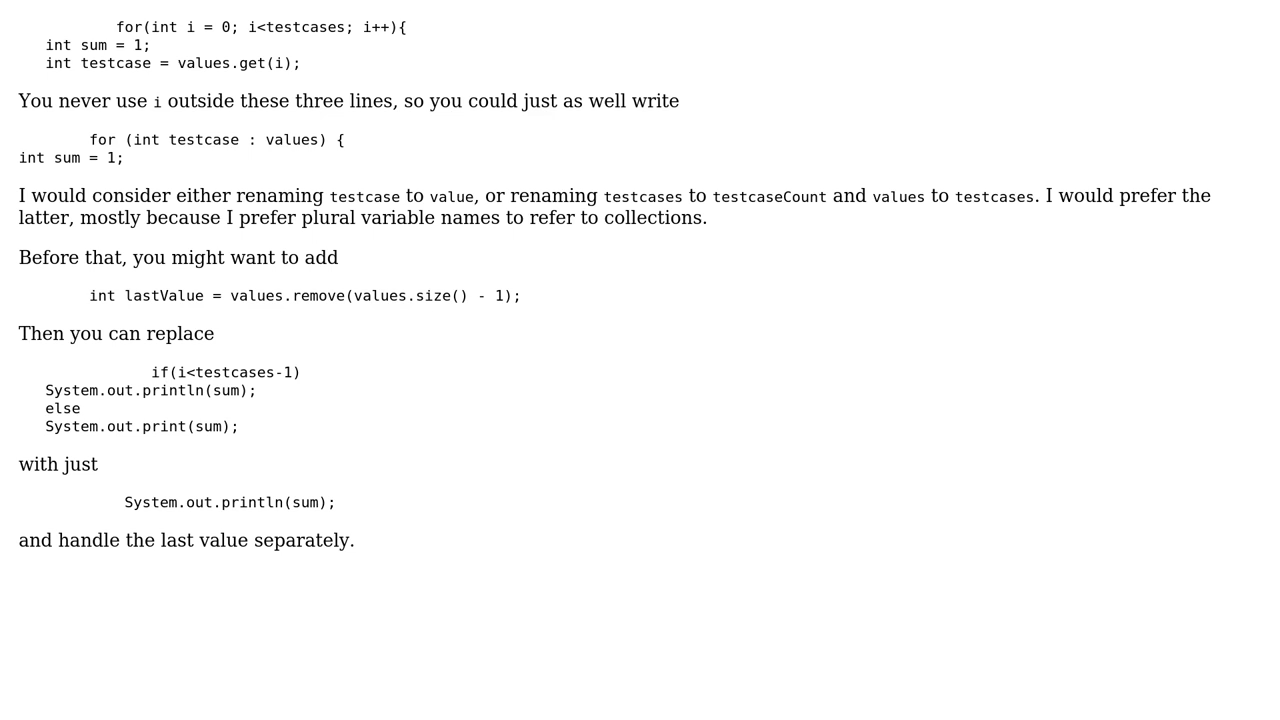 for(int i = 0; i<testcases; i++){
int sum = 1;
int testcase = values.get(i);
You never use i outside these three lines, so you could just as well write
for (int testcase : values) {
int sum = 1;
I would consider either renaming testcase to value, or renaming testcases to testcaseCount and values to testcases. I would prefer the
latter, mostly because I prefer plural variable names to refer to collections.
Before that, you might want to add
int lastValue = values.remove(values.size() - 1);
Then you can replace
if(i<testcases-1)
System.out.println(sum);
else
System.out.print(sum);
with just
System.out.println(sum);
and handle the last value separately.